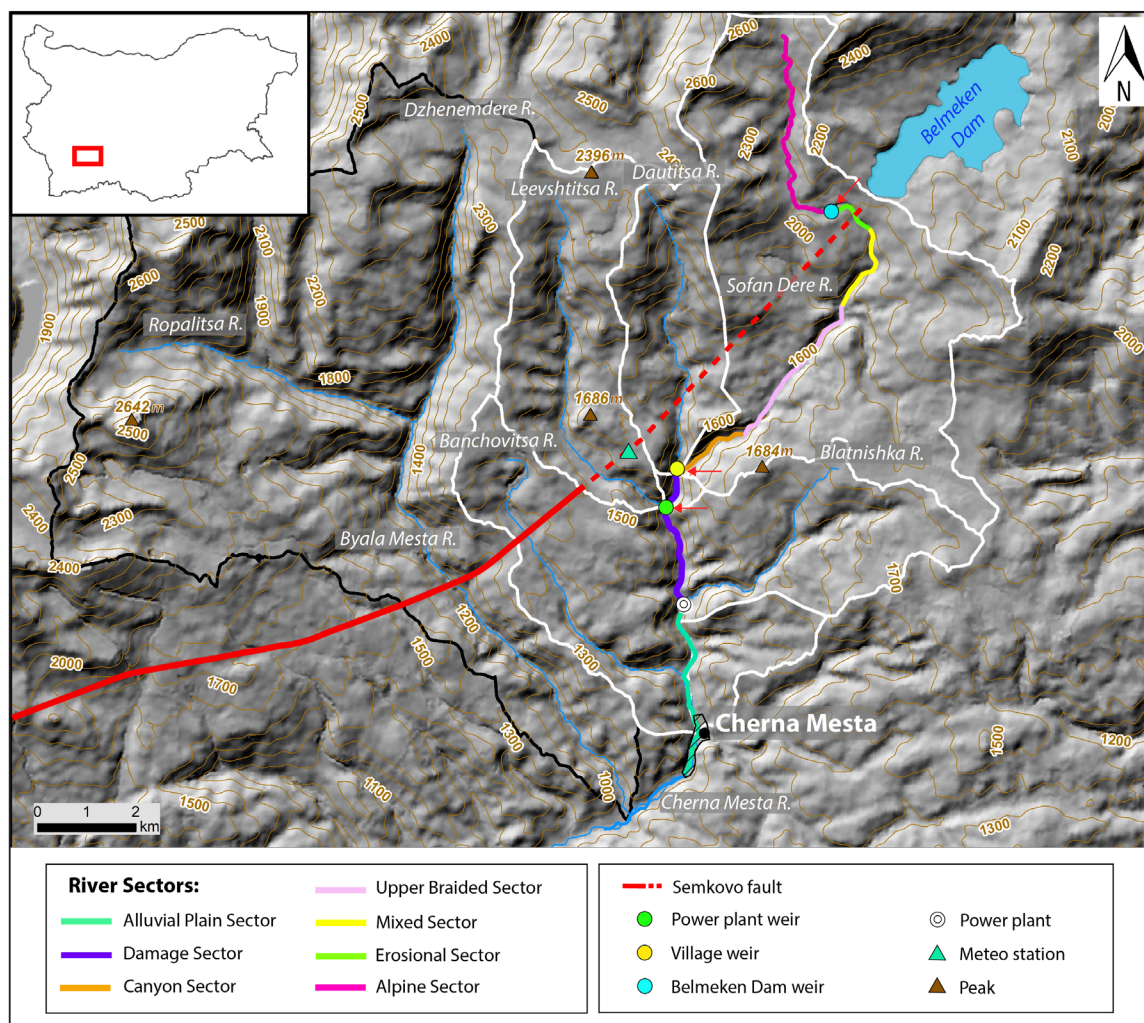 2600
2400
2400
2600
N
2500
2500
Dzhenemdere R.
Belmeken
Dam
2200
2300
2100
2396 m
Dautitsa R.
Leevshtitsa R.
2300
2500
2100
2000
2100
2600
2200
2200
Sofan Dere R.
1900
1900
Ropalitsa R.
2000
1600
1800
1686 m
2642 m
2500
1600
Banchovitsa R.
1684 m
Blatnishka R.
1400
2500
2400
2300
1500
Byala Mesta R.
2400
1700
1200
1500
1300
2000
1700
Cherna Mesta
1300
1500
1200
1000
1100
1500
Cherna Mesta R.
1300
0 1 2
km
River Sectors:
Alluvial Plain Sector
Damage Sector
Canyon Sector
Upper Braided Sector
Mixed Sector
Erosional Sector
Alpine Sector
Semkovo fault
Power plant weir
Village weir
Belmeken Dam weir
Power plant
Meteo station
Peak